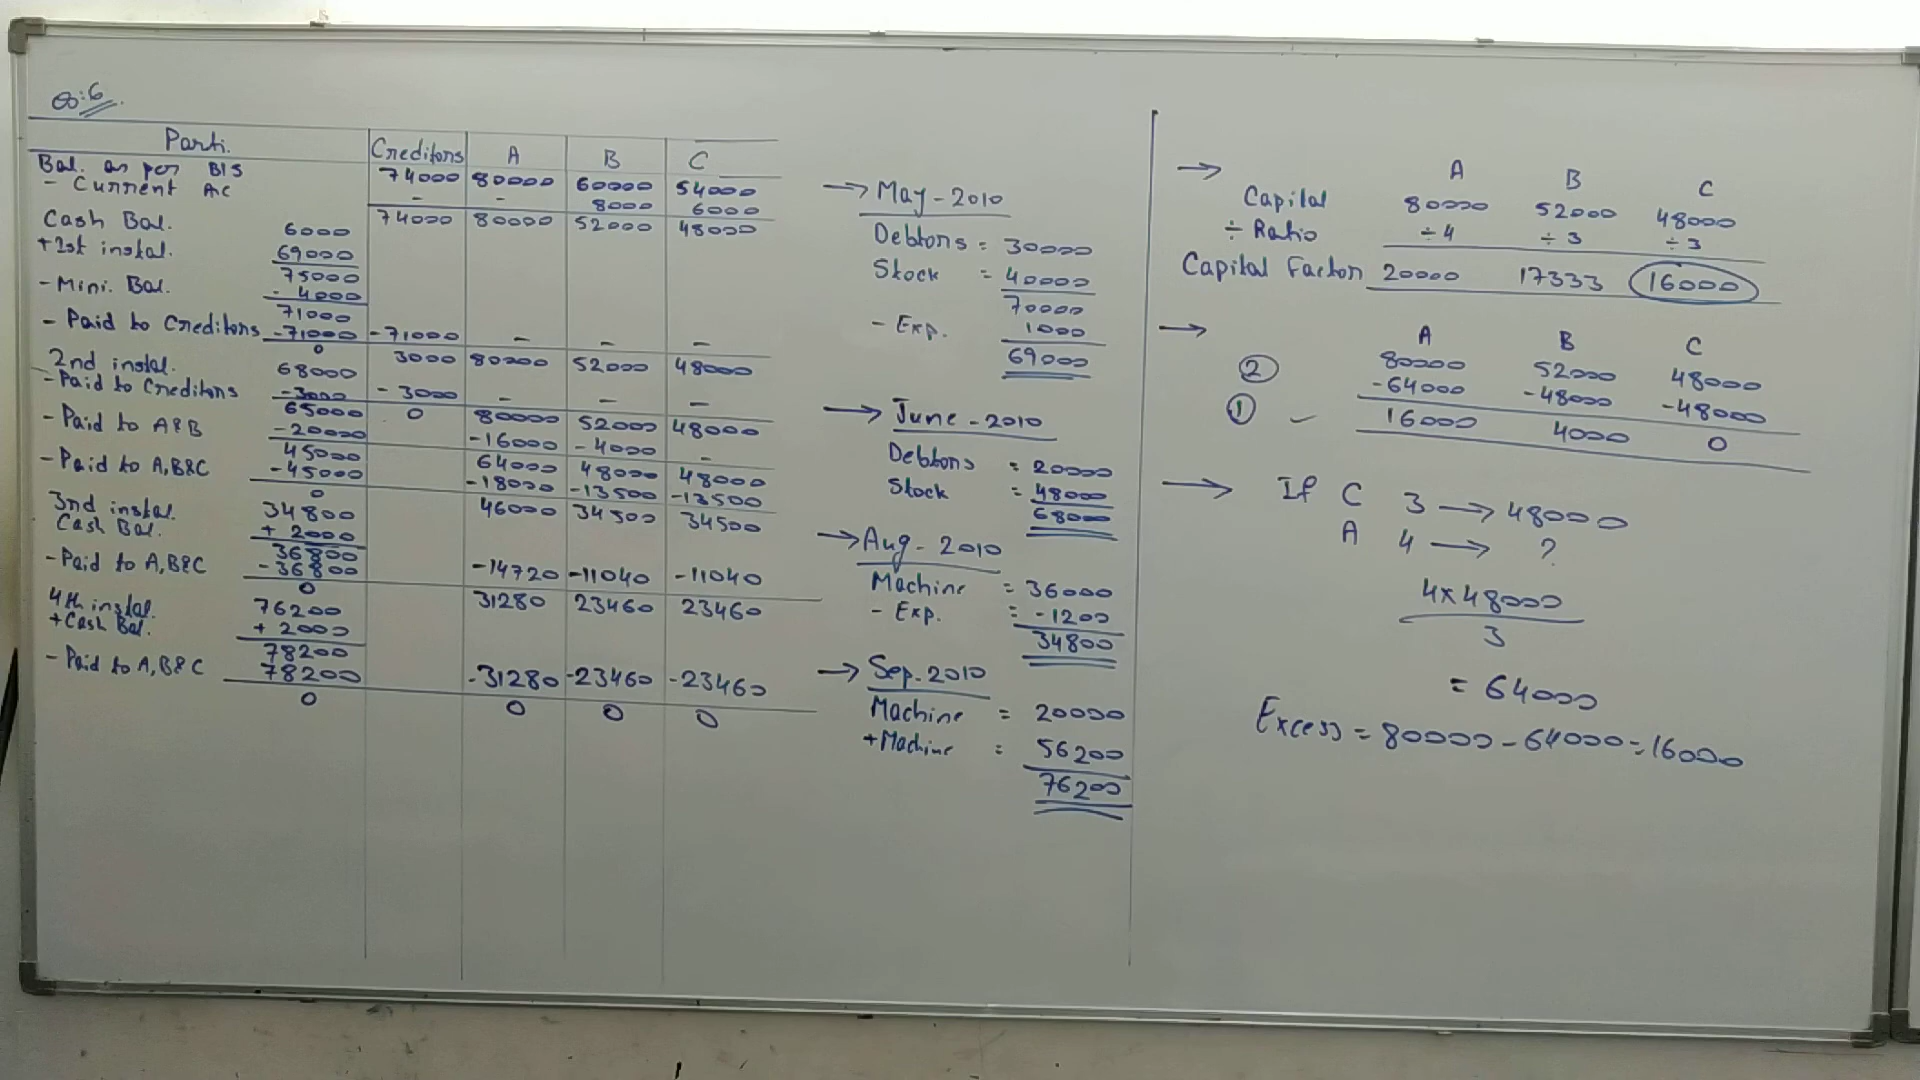 Q:6
Parti. Creditors A B C
Bal. as per B/S 74000 80000 60000 54000
- Current Ac - - 8000 6000
74000 80000 52000 48000
Cash Bal. 6000
+1st instal. 69000
75000
- Mini. Bal. - 4000
71000
- Paid to Creditors -71000 -71000 - - -
0 3000 80000 52000 48000
2nd instal. 68000
- Paid to Creditors -3000 - 3000 - - -
65000 0 80000 52000 48000
- Paid to A&B -20000 -16000 - 4000 -
45000 64000 48000 48000
- Paid to A,B&C -45000 -18000 -13500 -13500
0 46000 34500 34500
3rd instal. 34800
Cash Bal. + 2000
36800
- Paid to A,B&C -36800 -14720 -11040 -11040
0 31280 23460 23460
4th instal. 76200
+Cash Bal. + 2000
78200
- Paid to A,B&C 78200 -31280 -23460 -23460
0 0 0 0
→ May - 2010
Debtors = 30000
Stock = 40000
70000
- Exp. 1000
69000
→ June - 2010
Debtors = 20000
Stock = 48000
68000
→ Aug - 2010
Machine = 36000
- Exp. = -1200
34800
→ Sep. 2010
Machine = 20000
+Machine = 56200
76200
→ A B C
Capital 80000 52000 48000
÷ Ratio ÷4 ÷3 ÷3
Capital Factor 20000 17333 16000
→ A B C
② 80000 52000 48000
-64000 -48000 -48000
① 16000 4000 0
→ If C 3 → 48000
A 4 → ?
4×48000
3
= 64000
Excess = 80000 - 64000 = 16000